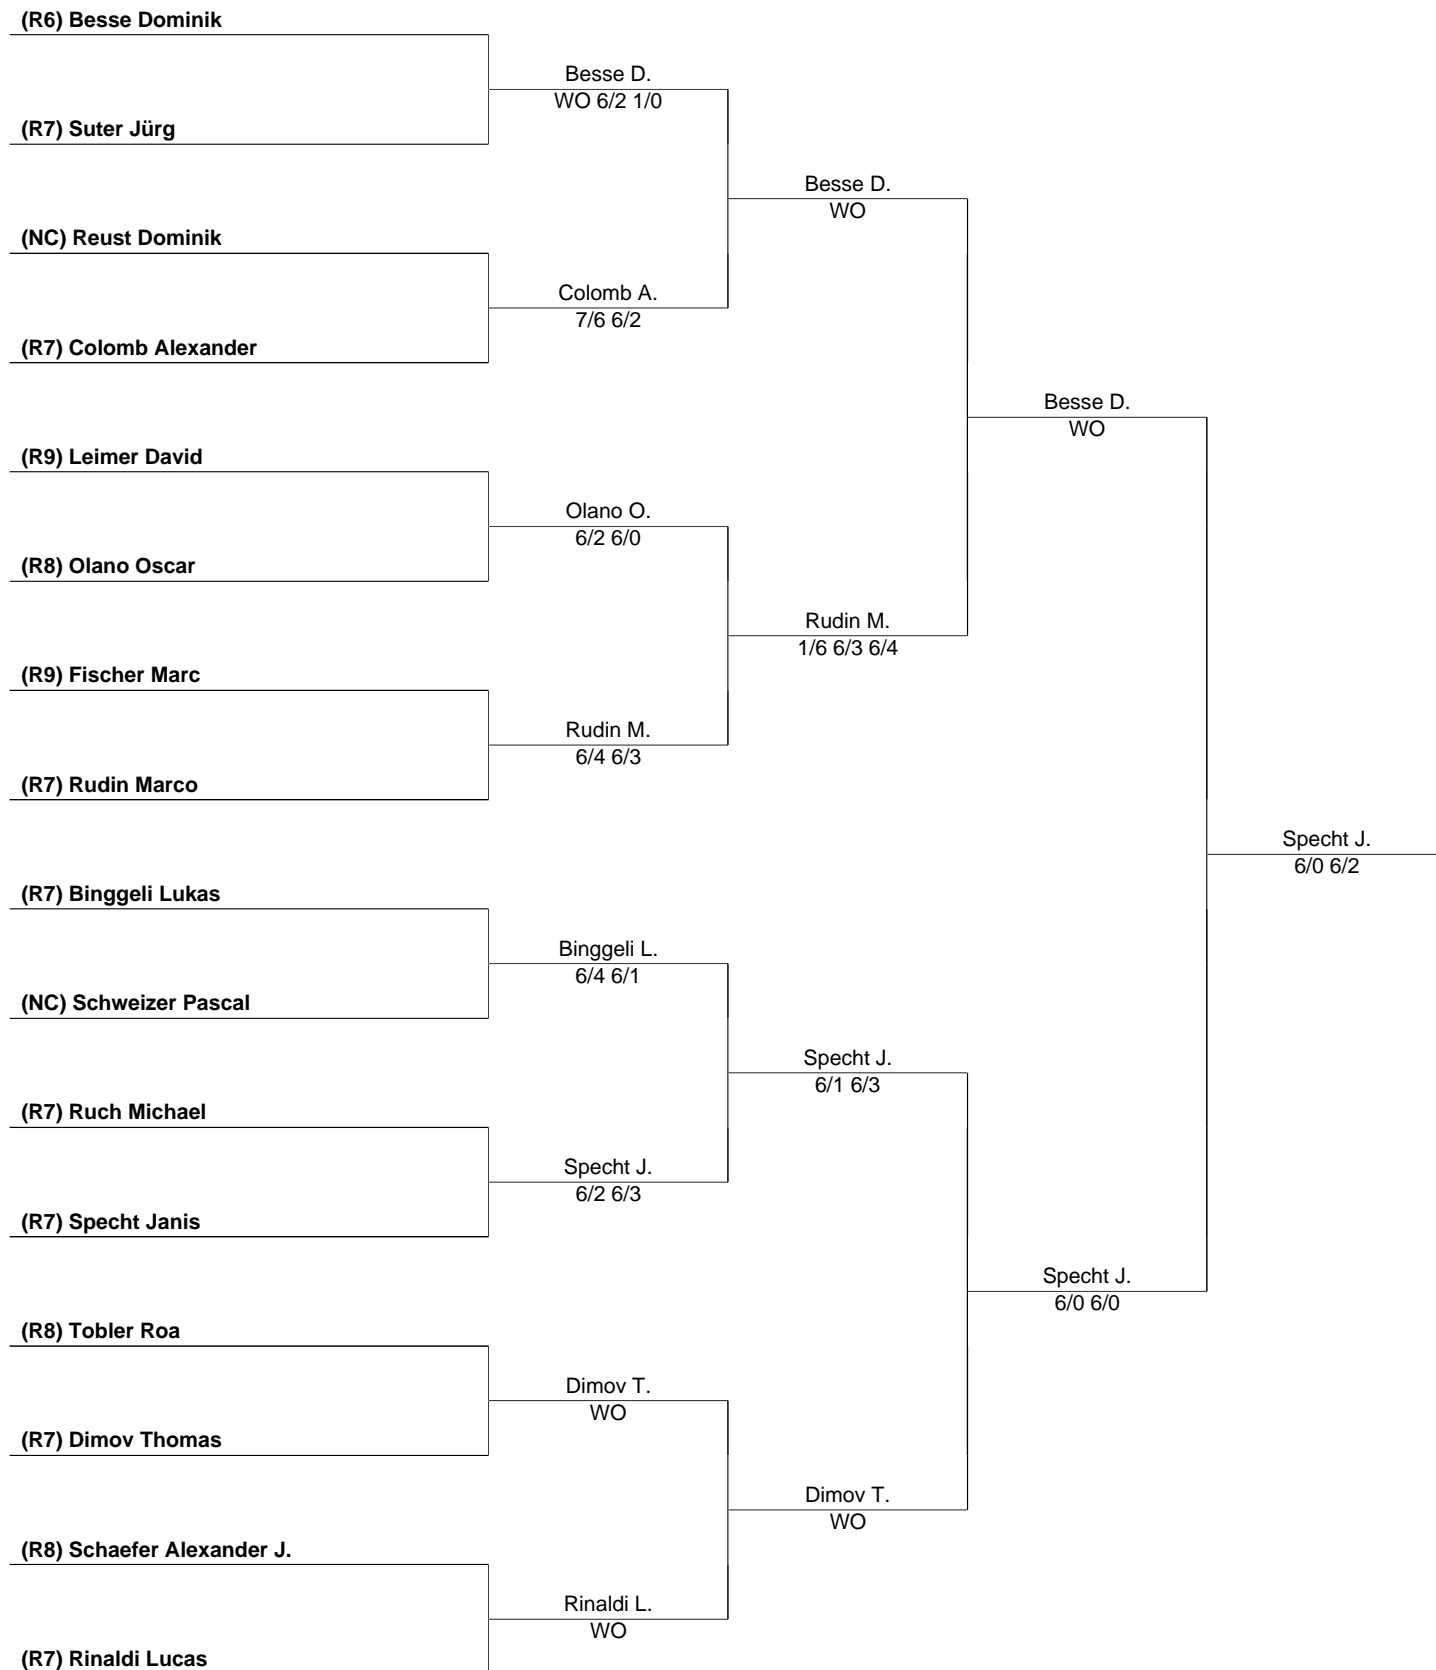 (R6) Besse Dominik
Besse D.
WO 6/2 1/0
(R7) Suter Jürg
Besse D.
WO
(NC) Reust Dominik
Colomb A.
7/6 6/2
(R7) Colomb Alexander
Besse D.
WO
(R9) Leimer David
Olano O.
6/2 6/0
(R8) Olano Oscar
Rudin M.
1/6 6/3 6/4
(R9) Fischer Marc
Rudin M.
6/4 6/3
(R7) Rudin Marco
Specht J.
6/0 6/2
(R7) Binggeli Lukas
Binggeli L.
6/4 6/1
(NC) Schweizer Pascal
Specht J.
6/1 6/3
(R7) Ruch Michael
Specht J.
6/2 6/3
(R7) Specht Janis
Specht J.
6/0 6/0
(R8) Tobler Roa
Dimov T.
WO
(R7) Dimov Thomas
Dimov T.
WO
(R8) Schaefer Alexander J.
Rinaldi L.
WO
(R7) Rinaldi Lucas